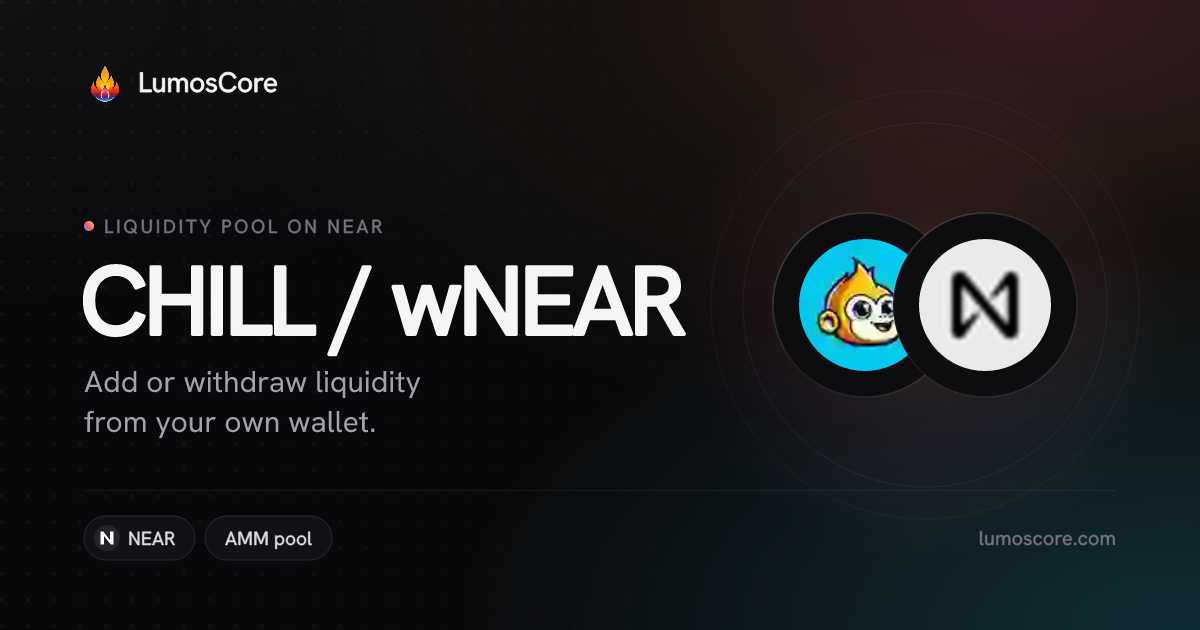 LumosCore
LIQUIDITY POOL ON NEAR
CHILL / wNEAR
Add or withdraw liquidity
from your own wallet.
NEAR
AMM pool
lumoscore.com